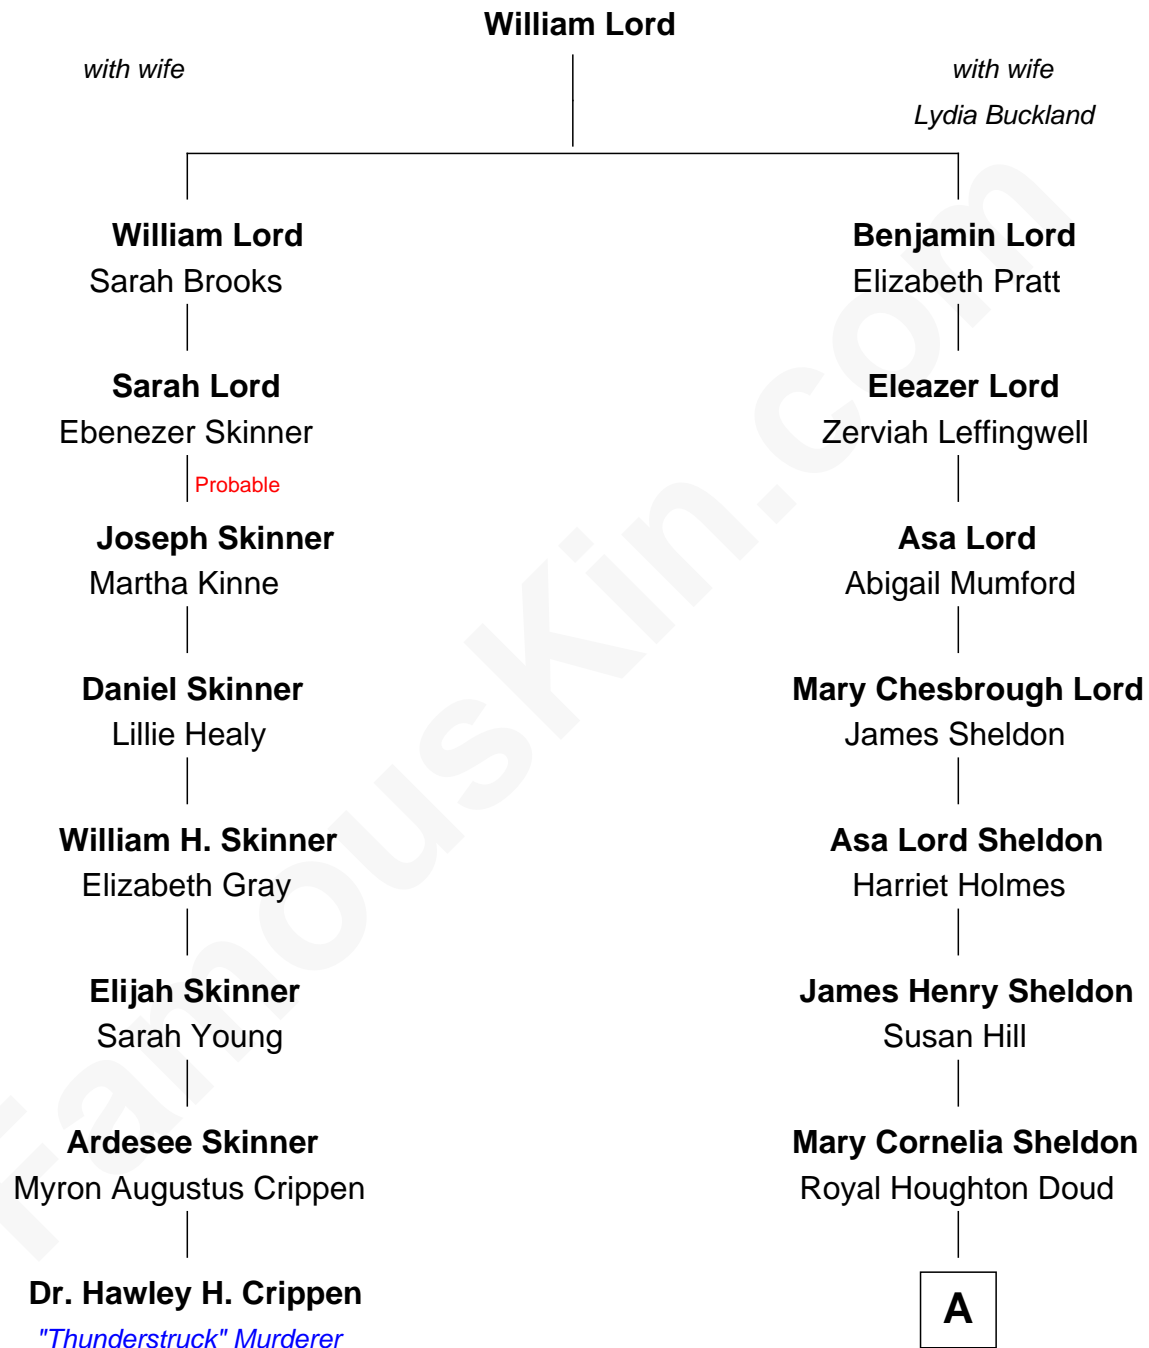 William Lord
with wife
with wife
Lydia Buckland
William Lord
Sarah Brooks
Benjamin Lord
Elizabeth Pratt
Sarah Lord
Ebenezer Skinner
Eleazer Lord
Zerviah Leffingwell
Probable
Joseph Skinner
Martha Kinne
Asa Lord
Abigail Mumford
Daniel Skinner
Lillie Healy
Mary Chesbrough Lord
James Sheldon
William H. Skinner
Elizabeth Gray
Asa Lord Sheldon
Harriet Holmes
Elijah Skinner
Sarah Young
James Henry Sheldon
Susan Hill
Ardesee Skinner
Myron Augustus Crippen
Mary Cornelia Sheldon
Royal Houghton Doud
Dr. Hawley H. Crippen
"Thunderstruck" Murderer
A
FamousKin.com